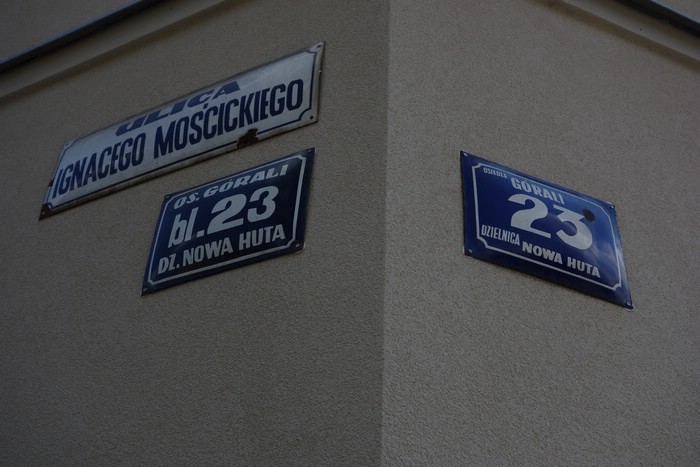 ULICA
IGNACEGO MOŚCICKIEGO
OS. GÓRALI
bl. 23
DZ. NOWA HUTA
OSIEDLE
GÓRALI
23
DZIELNICA NOWA HUTA